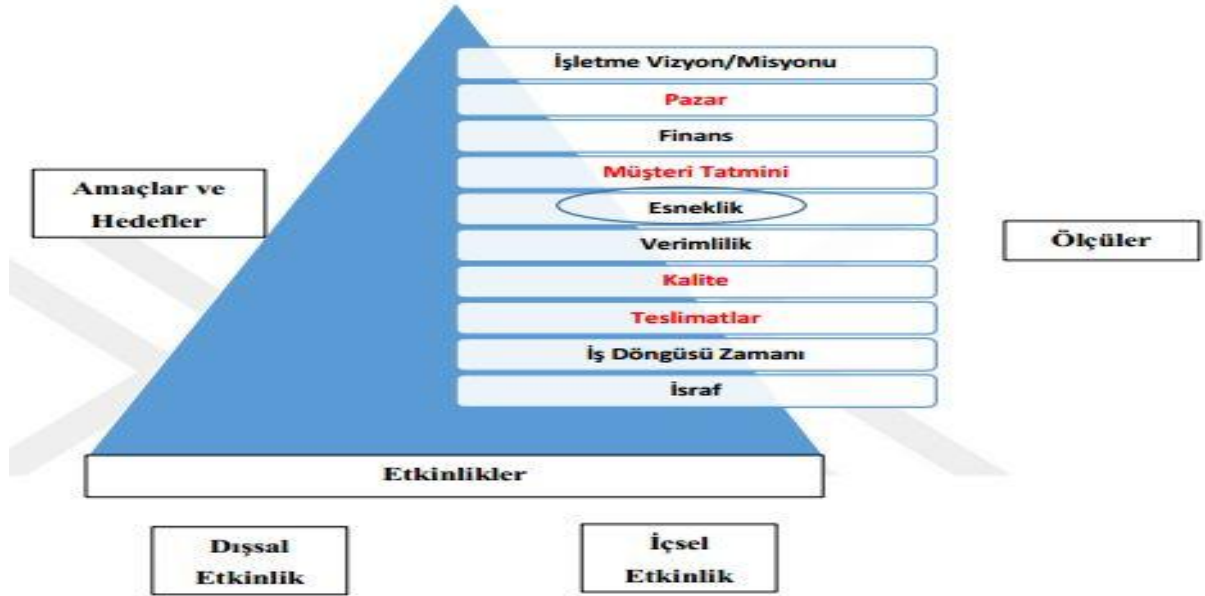 İşletme Vizyon/Misyonu
Pazar
Finans
Müşteri Tatmini
Esneklik
Verimlilik
Kalite
Teslimatlar
İş Döngüsü Zamanı
İsraf
Amaçlar ve
Hedefler
Ölçüler
Etkinlikler
Dışsal
Etkinlik
İçsel
Etkinlik